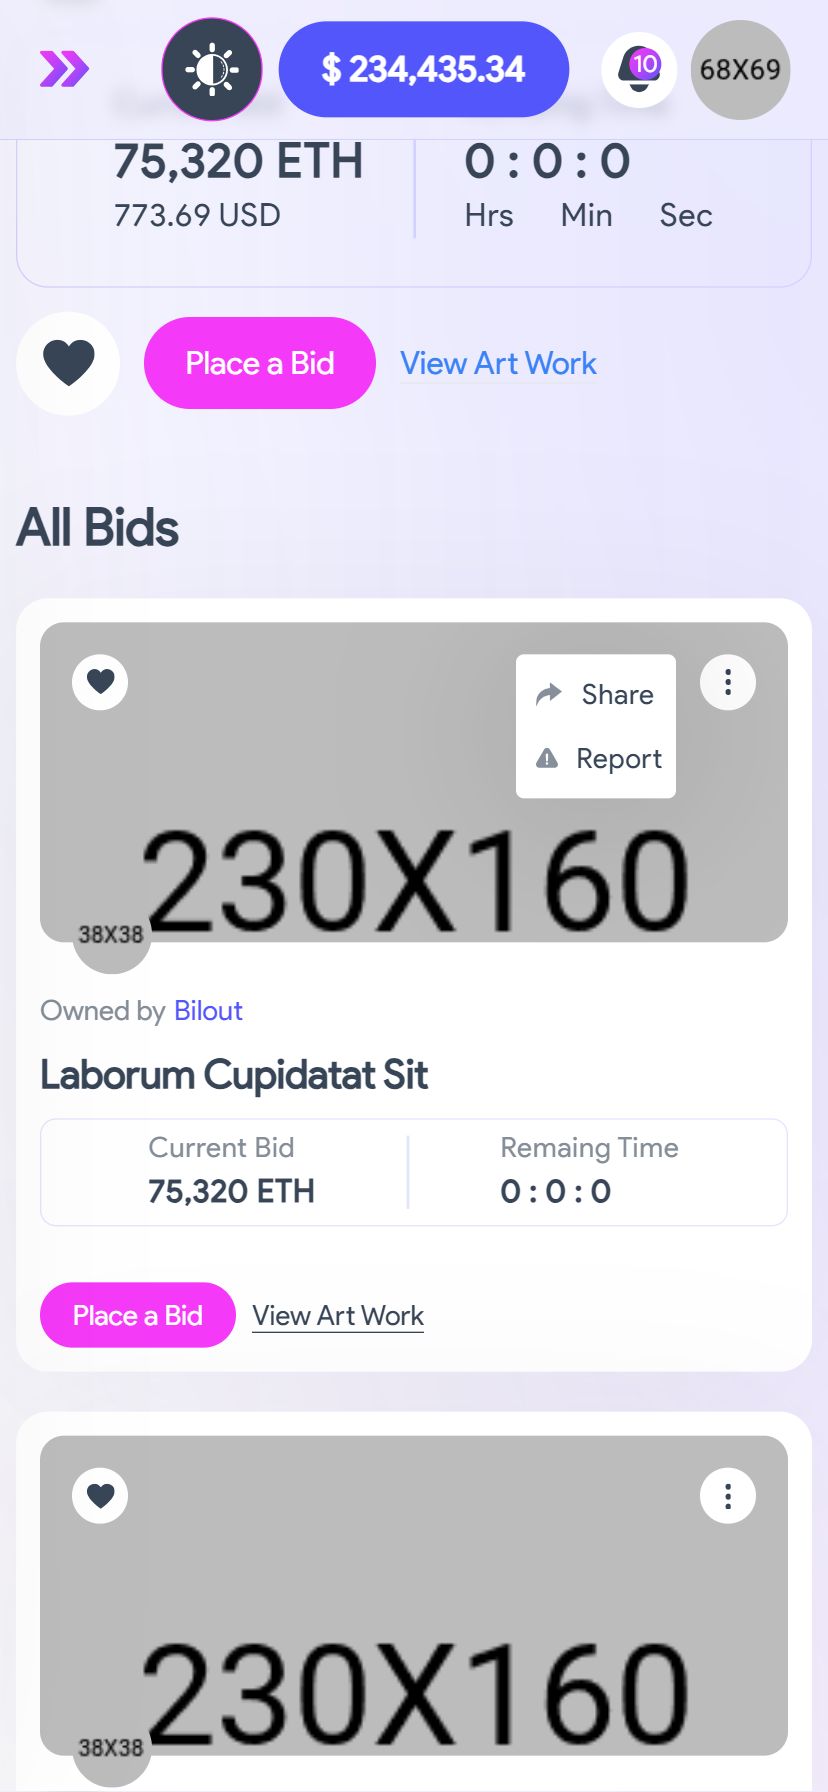 $ 234,435.34
10
68X69
75,320 ETH
773.69 USD
0 : 0 : 0
Hrs Min Sec
Place a Bid
View Art Work
All Bids
Share
Report
230X160
38X38
Owned by Bilout
Laborum Cupidatat Sit
Current Bid
75,320 ETH
Remaing Time
0 : 0 : 0
Place a Bid
View Art Work
230X160
38X38